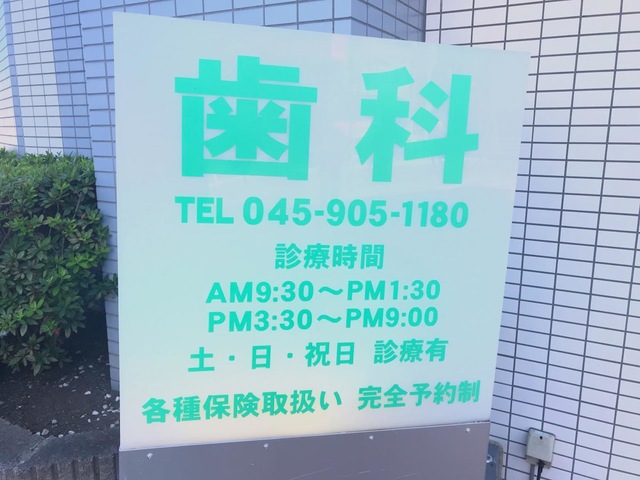 歯科
TEL 045-905-1180
診療時間
AM9:30～PM1:30
PM3:30～PM9:00
土・日・祝日 診療有
各種保険取扱い 完全予約制